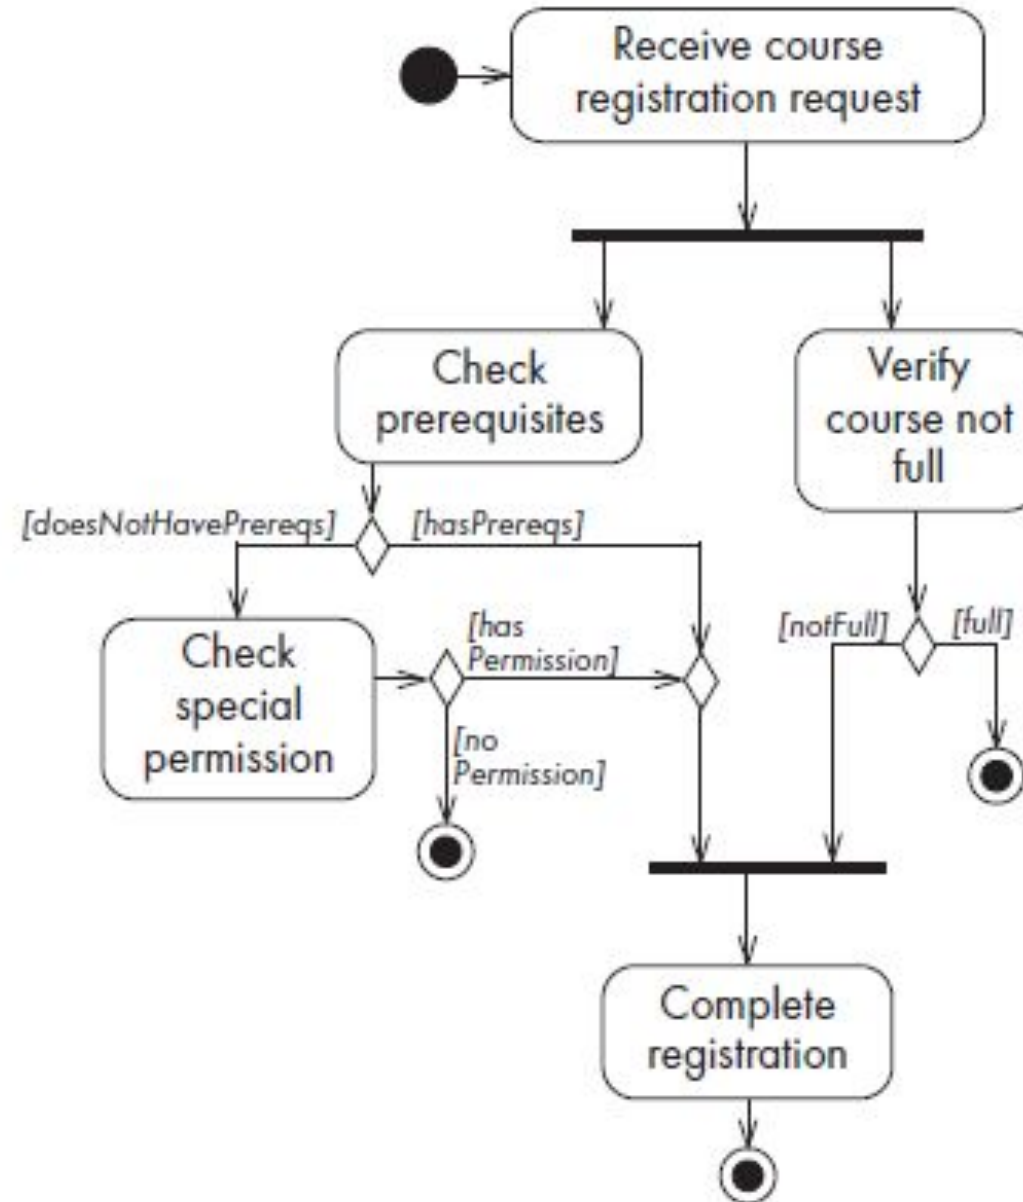 Receive course
registration request
Check
prerequisites
Verify
course not
full
[doesNotHavePrereqs]
[hasPrereqs]
[notFull]
[full]
Check
special
permission
[has
Permission]
[no
Permission]
Complete
registration